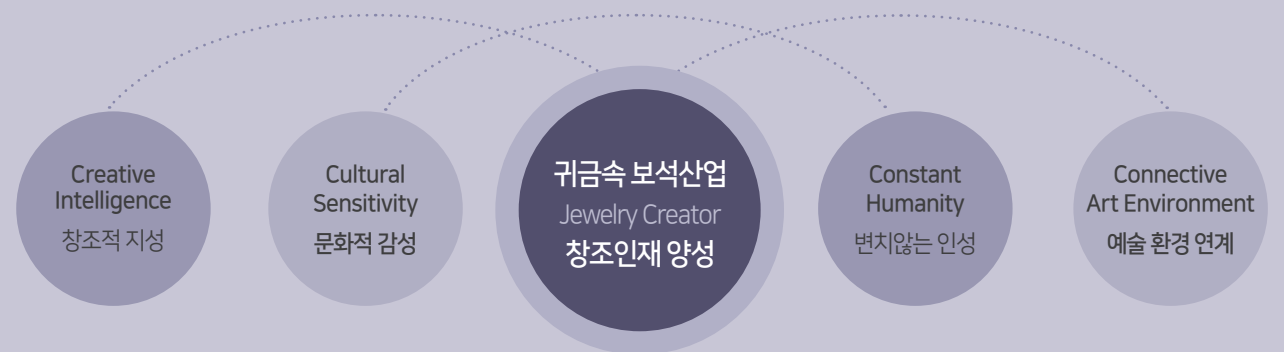 Creative
Intelligence
창조적 지성
Cultural
Sensitivity
문화적 감성
귀금속 보석산업
Jewelry Creator
창조인재 양성
Constant
Humanity
변치않는 인성
Connective
Art Environment
예술 환경 연계